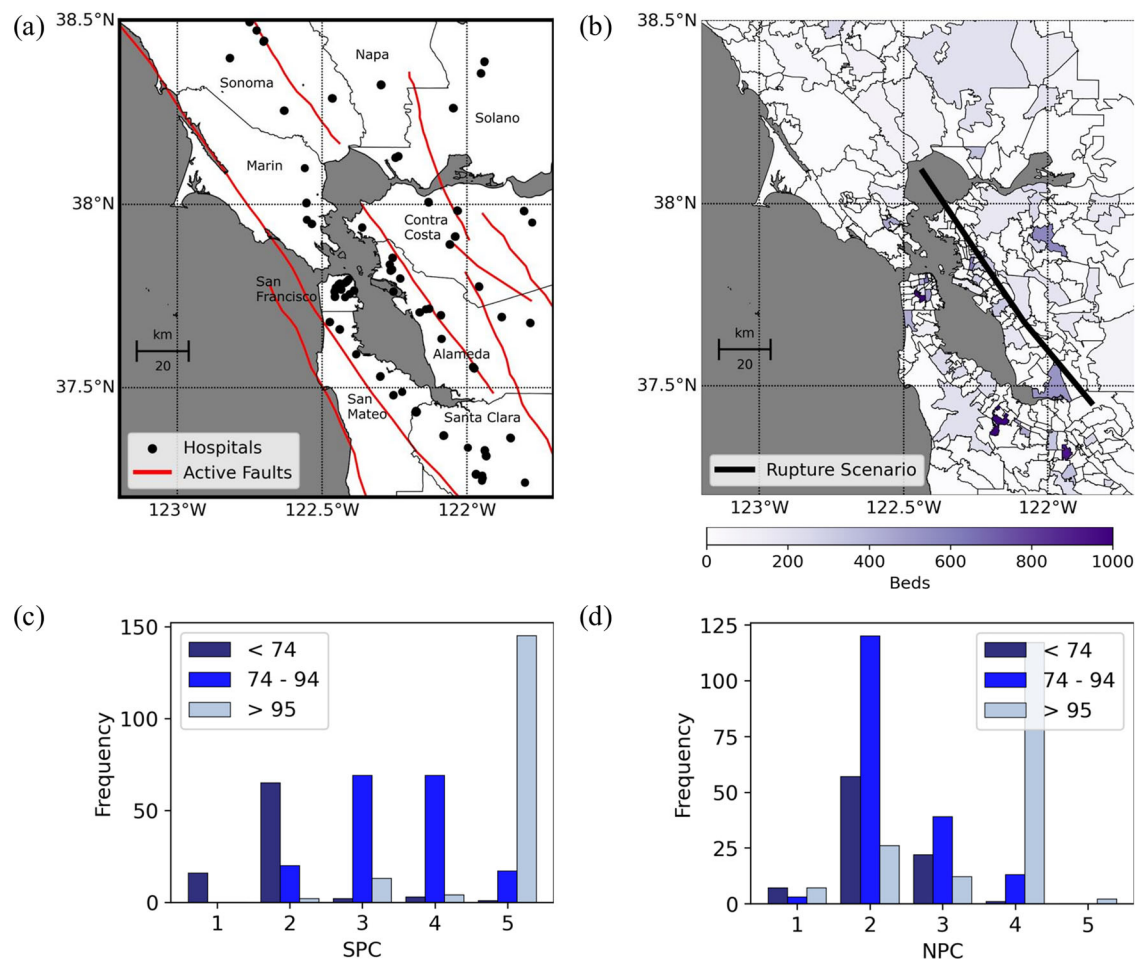 (a)
38.5°N
38°N
37.5°N
123°W
122.5°W
122°W
Napa
Sonoma
Solano
Marin
Contra
Costa
San
Francisco
km
20
Alameda
San
Mateo
Santa Clara
Hospitals
Active Faults
(b)
38.5°N
38°N
37.5°N
km
20
Rupture Scenario
123°W
122.5°W
122°W
0
200
400
600
800
1000
Beds
(c)
150
100
50
0
Frequency
< 74
74 - 94
> 95
1
2
3
4
5
SPC
(d)
125
100
75
50
25
0
Frequency
< 74
74 - 94
> 95
1
2
3
4
5
NPC